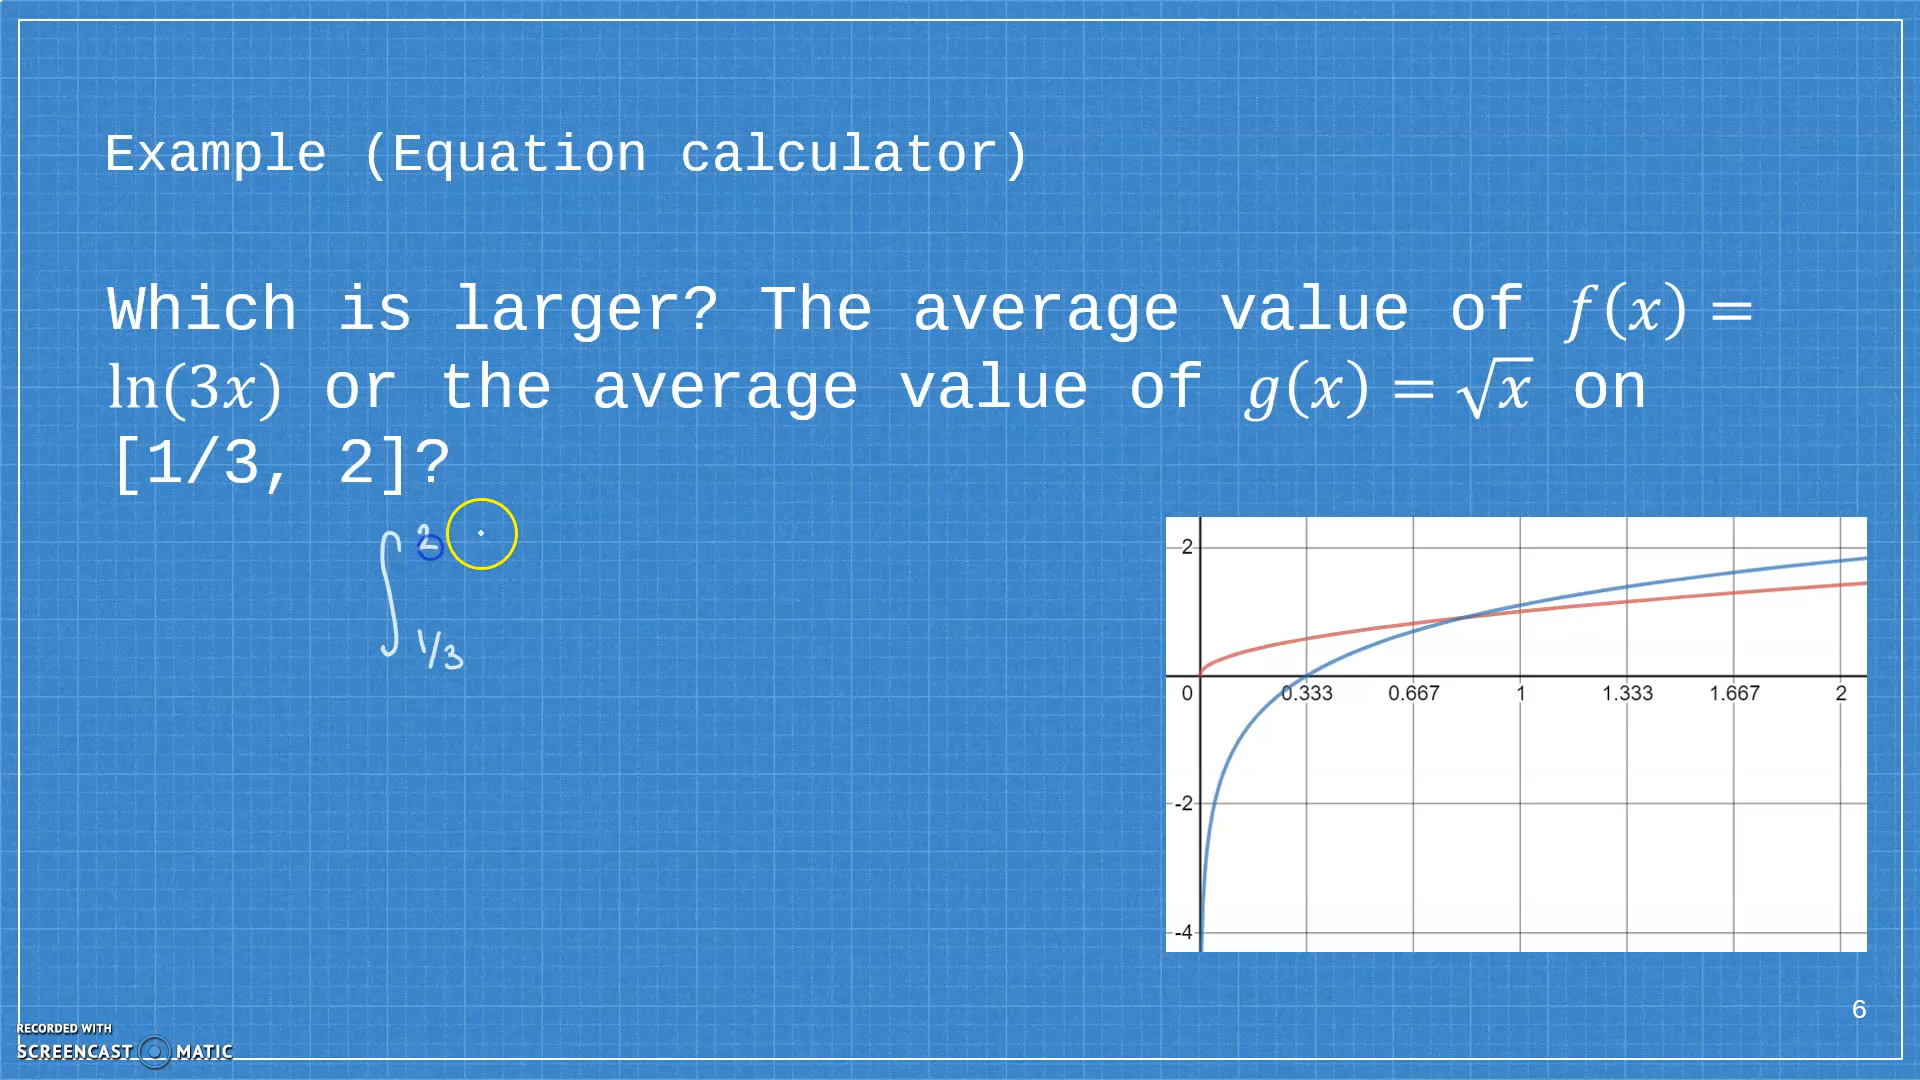 Example (Equation calculator)
Which is larger? The average value of f(x) =
ln(3x) or the average value of g(x) = √x on
[1/3, 2]?
∫ 2
1/3
2
0 0.333 0.667 1 1.333 1.667 2
-2
-4
6
RECORDED WITH
SCREENCAST MATIC